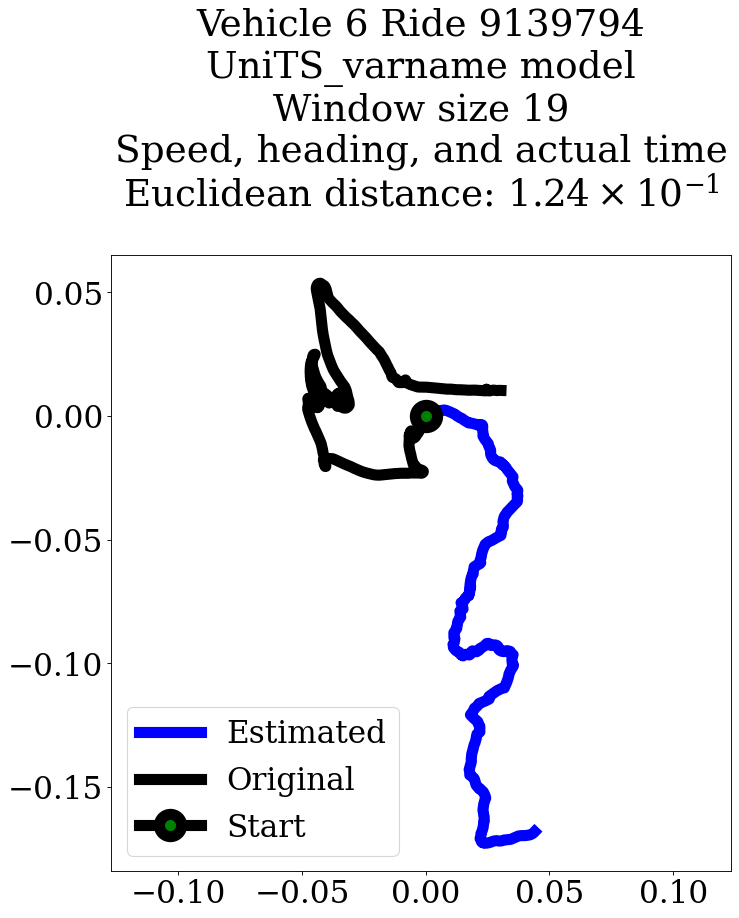 Vehicle 6 Ride 9139794
UniTS_varname model
Window size 19
Speed, heading, and actual time
Euclidean distance: 1.24 × 10⁻¹
0.05
0.00
−0.05
−0.10
−0.15
Estimated
Original
Start
−0.10 −0.05 0.00 0.05 0.10